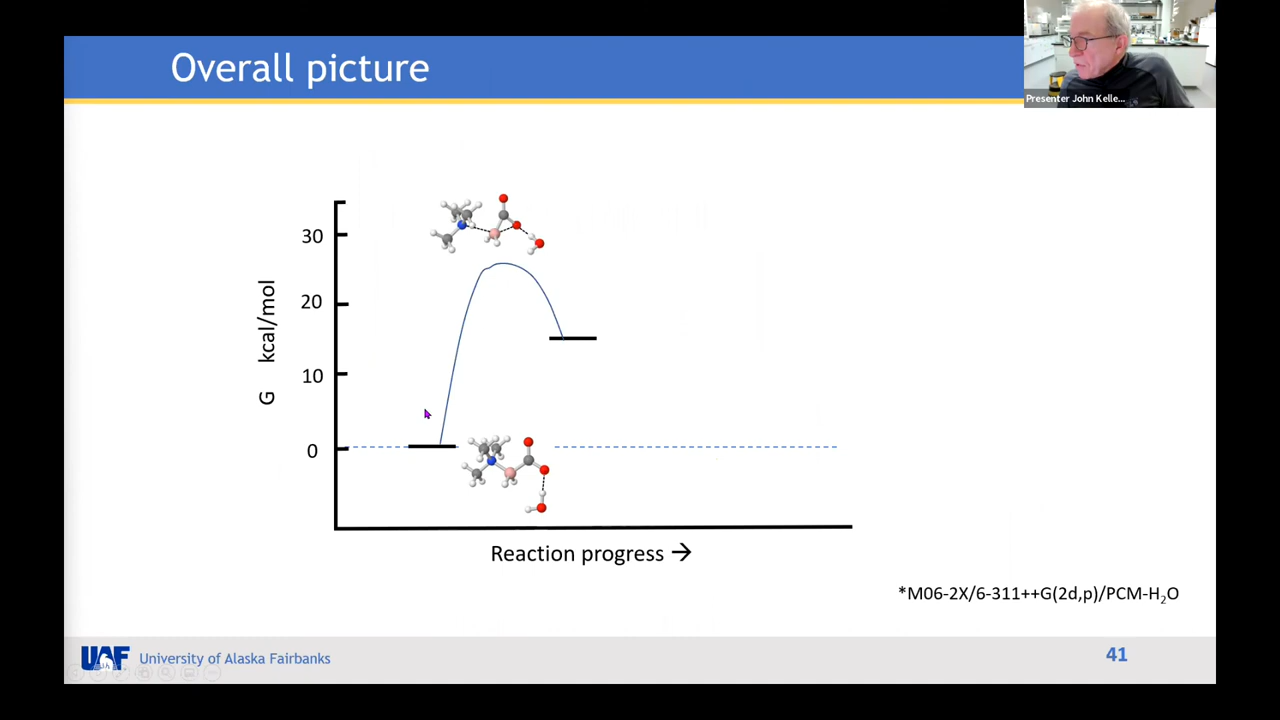 Overall picture
Presenter John Kelle...
30
20
10
0
G kcal/mol
Reaction progress →
*M06-2X/6-311++G(2d,p)/PCM-H₂O
UAF University of Alaska Fairbanks
41